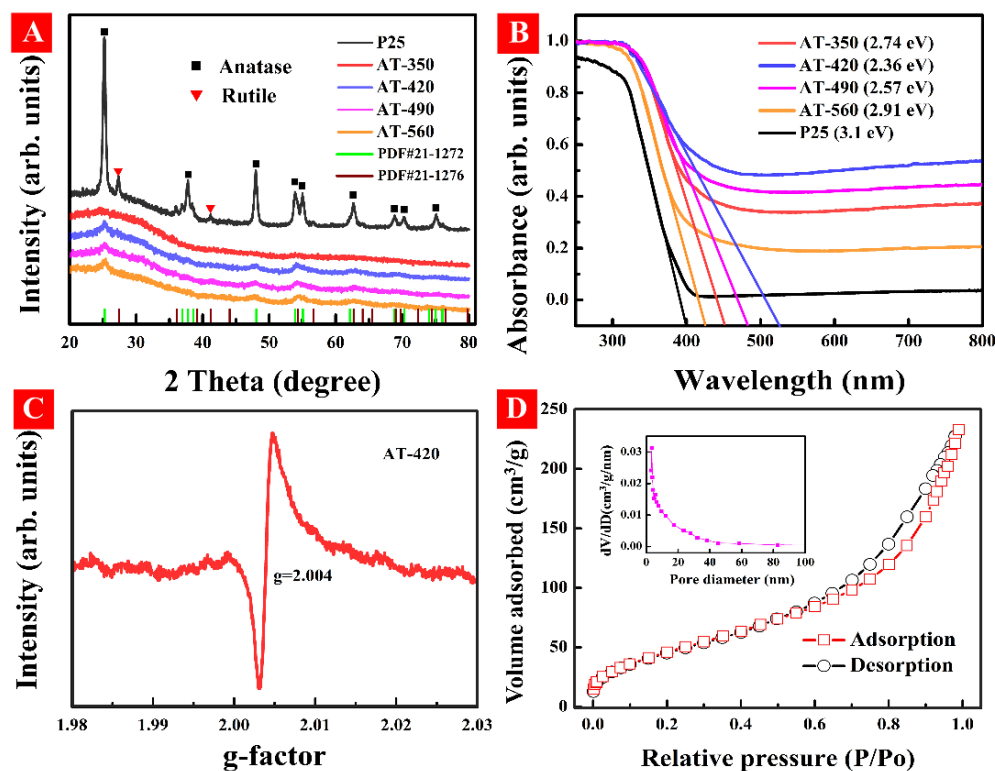 A
Intensity (arb. units)
Anatase
Rutile
P25
AT-350
AT-420
AT-490
AT-560
PDF#21-1272
PDF#21-1276
20 30 40 50 60 70 80
2 Theta (degree)
B
Absorbance (arb. units)
1.0
0.8
0.6
0.4
0.2
0.0
AT-350 (2.74 eV)
AT-420 (2.36 eV)
AT-490 (2.57 eV)
AT-560 (2.91 eV)
P25 (3.1 eV)
300 400 500 600 700 800
Wavelength (nm)
C
Intensity (arb. units)
AT-420
g=2.004
1.98 1.99 2.00 2.01 2.02 2.03
g-factor
D
Volume adsorbed (cm³/g)
250
200
150
100
50
0
dV/dD(cm³/g/nm)
0.03
0.02
0.01
0.00
0 20 40 60 80 100
Pore diameter (nm)
Adsorption
Desorption
0.0 0.2 0.4 0.6 0.8 1.0
Relative pressure (P/Po)